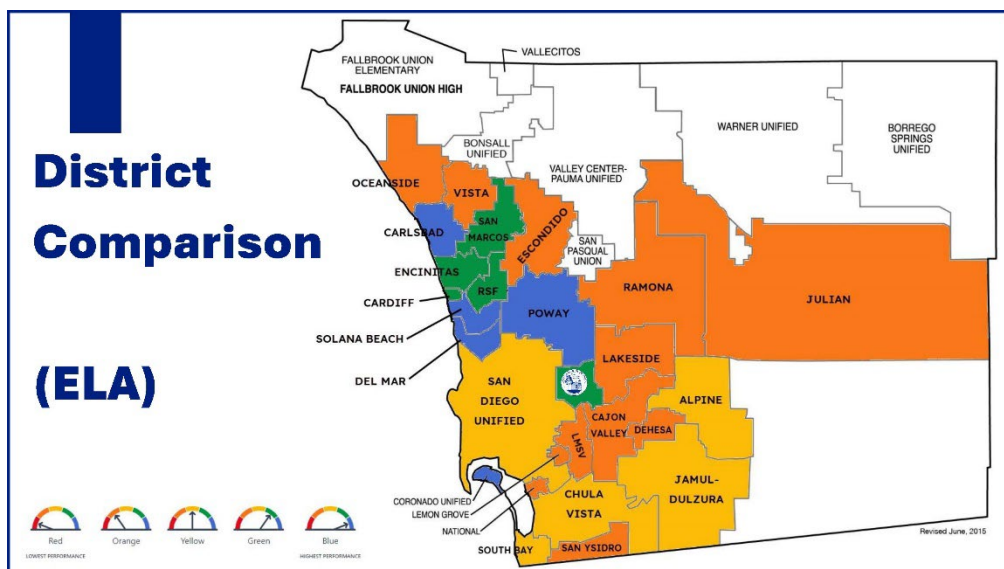 District
Comparison
(ELA)
FALLBROOK UNION
ELEMENTARY
FALLBROOK UNION HIGH
VALLECITOS
BONSALL
UNIFIED
VALLEY CENTER-
PAUMA UNIFIED
WARNER UNIFIED
BORREGO
SPRINGS
UNIFIED
OCEANSIDE
VISTA
CARLSBAD
SAN
MARCOS
ESCONDIDO
SAN
PASQUAL
UNION
ENCINITAS
RSF
CARDIFF
SOLANA BEACH
DEL MAR
POWAY
RAMONA
JULIAN
LAKESIDE
SAN
DIEGO
UNIFIED
CAJON
VALLEY
LMSV
DEHESA
ALPINE
JAMUL-
DULZURA
CORONADO UNIFIED
LEMON GROVE
NATIONAL
CHULA
VISTA
SOUTH BAY
SAN YSIDRO
Revised June, 2015
Red
Orange
Yellow
Green
Blue
LOWEST PERFORMANCE
HIGHEST PERFORMANCE